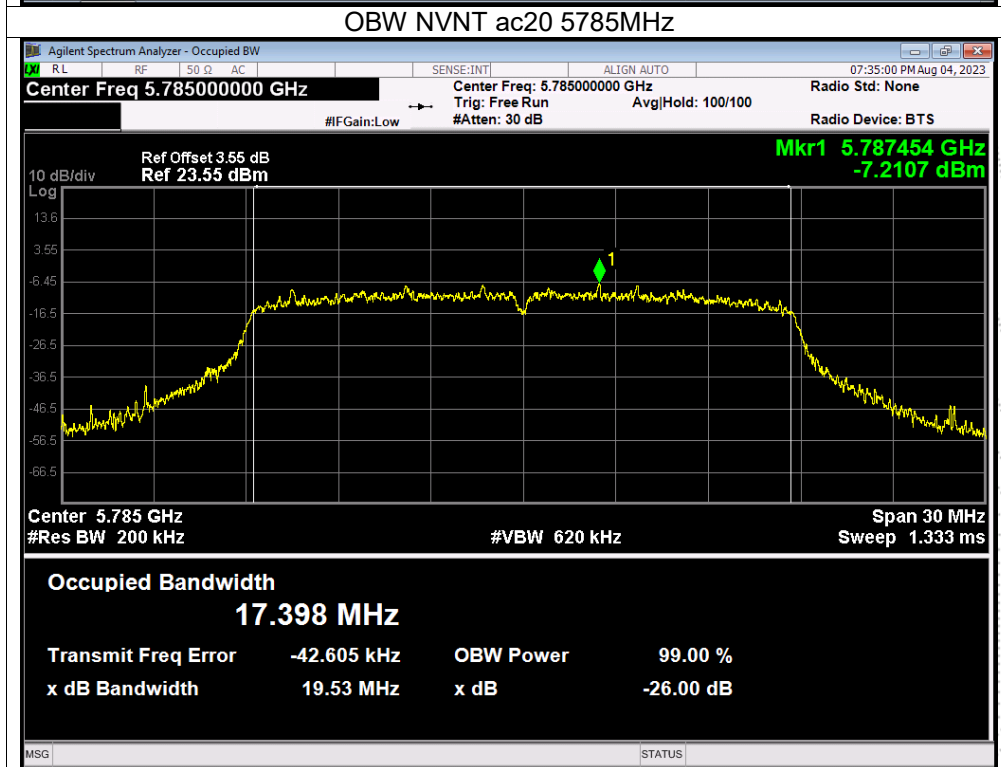 OBW NVNT ac20 5785MHz
Agilent Spectrum Analyzer - Occupied BW
LXI RL RF 50 Ω AC SENSE:INT ALIGN AUTO 07:35:00 PM Aug 04, 2023
Center Freq 5.785000000 GHz
Center Freq: 5.785000000 GHz
Radio Std: None
Trig: Free Run Avg|Hold: 100/100
#IFGain:Low #Atten: 30 dB Radio Device: BTS
Mkr1 5.787454 GHz
-7.2107 dBm
Ref Offset 3.55 dB
10 dB/div Ref 23.55 dBm
Log
13.6
3.55
1
-6.45
-16.5
-26.5
-36.5
-46.5
-56.5
-66.5
Center 5.785 GHz Span 30 MHz
#Res BW 200 kHz #VBW 620 kHz Sweep 1.333 ms
Occupied Bandwidth
17.398 MHz
Transmit Freq Error -42.605 kHz OBW Power 99.00 %
x dB Bandwidth 19.53 MHz x dB -26.00 dB
MSG STATUS